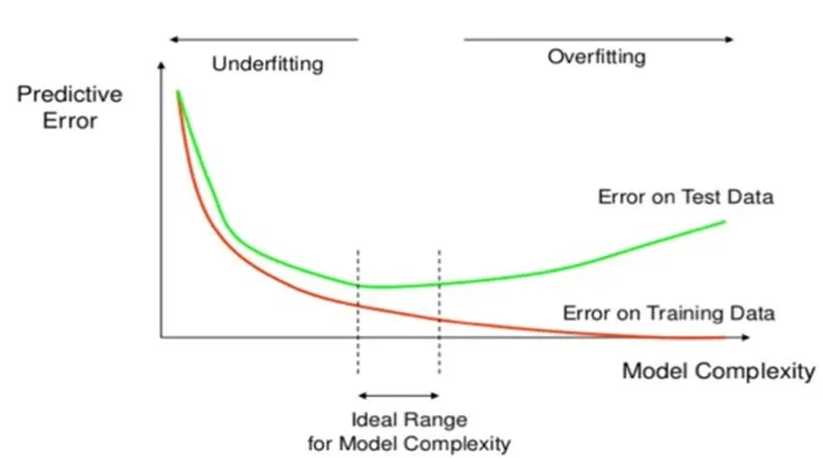 Underfitting
Overfitting
Predictive
Error
Error on Test Data
Error on Training Data
Model Complexity
Ideal Range
for Model Complexity